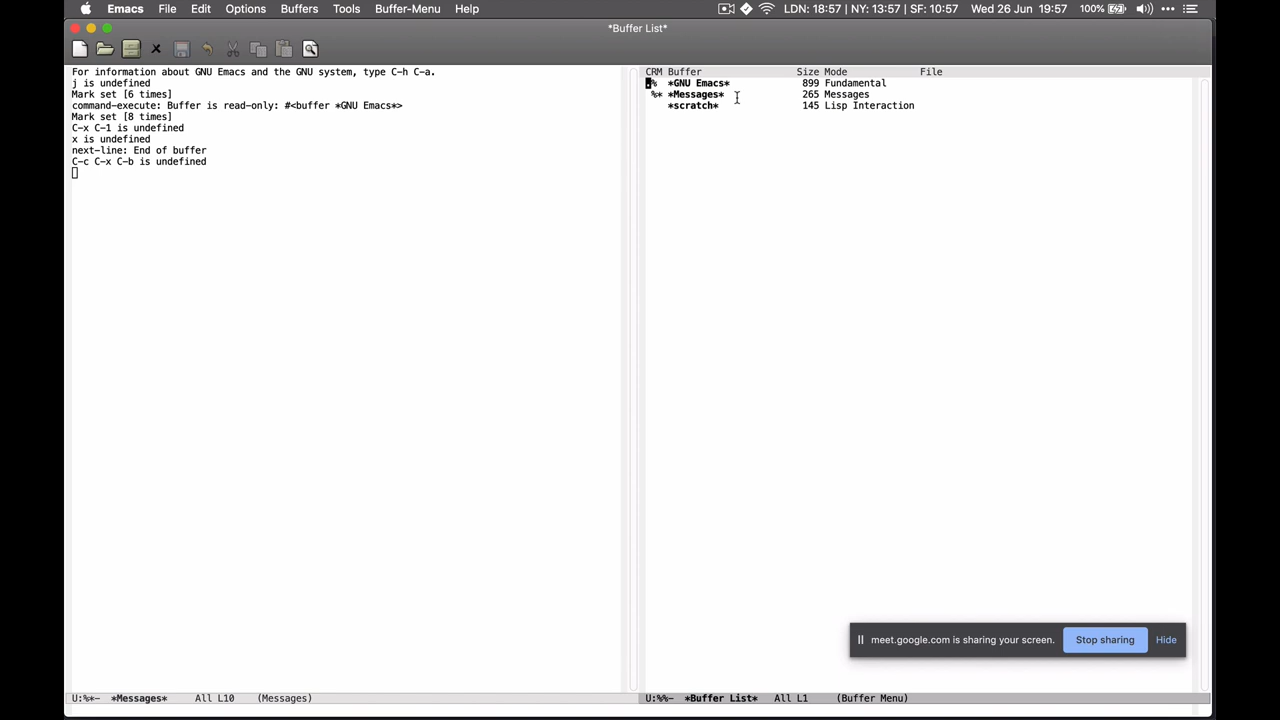 Emacs File Edit Options Buffers Tools Buffer-Menu Help LDN: 18:57 | NY: 13:57 | SF: 10:57 Wed 26 Jun 19:57 100%
*Buffer List*
For information about GNU Emacs and the GNU system, type C-h C-a.
j is undefined
Mark set [6 times]
command-execute: Buffer is read-only: #<buffer *GNU Emacs*>
Mark set [8 times]
C-x C-1 is undefined
x is undefined
next-line: End of buffer
C-c C-x C-b is undefined
CRM Buffer Size Mode File
.% *GNU Emacs* 899 Fundamental
%* *Messages* 265 Messages
*scratch* 145 Lisp Interaction
meet.google.com is sharing your screen. Stop sharing Hide
U:%*- *Messages* All L10 (Messages)
U:%%- *Buffer List* All L1 (Buffer Menu)